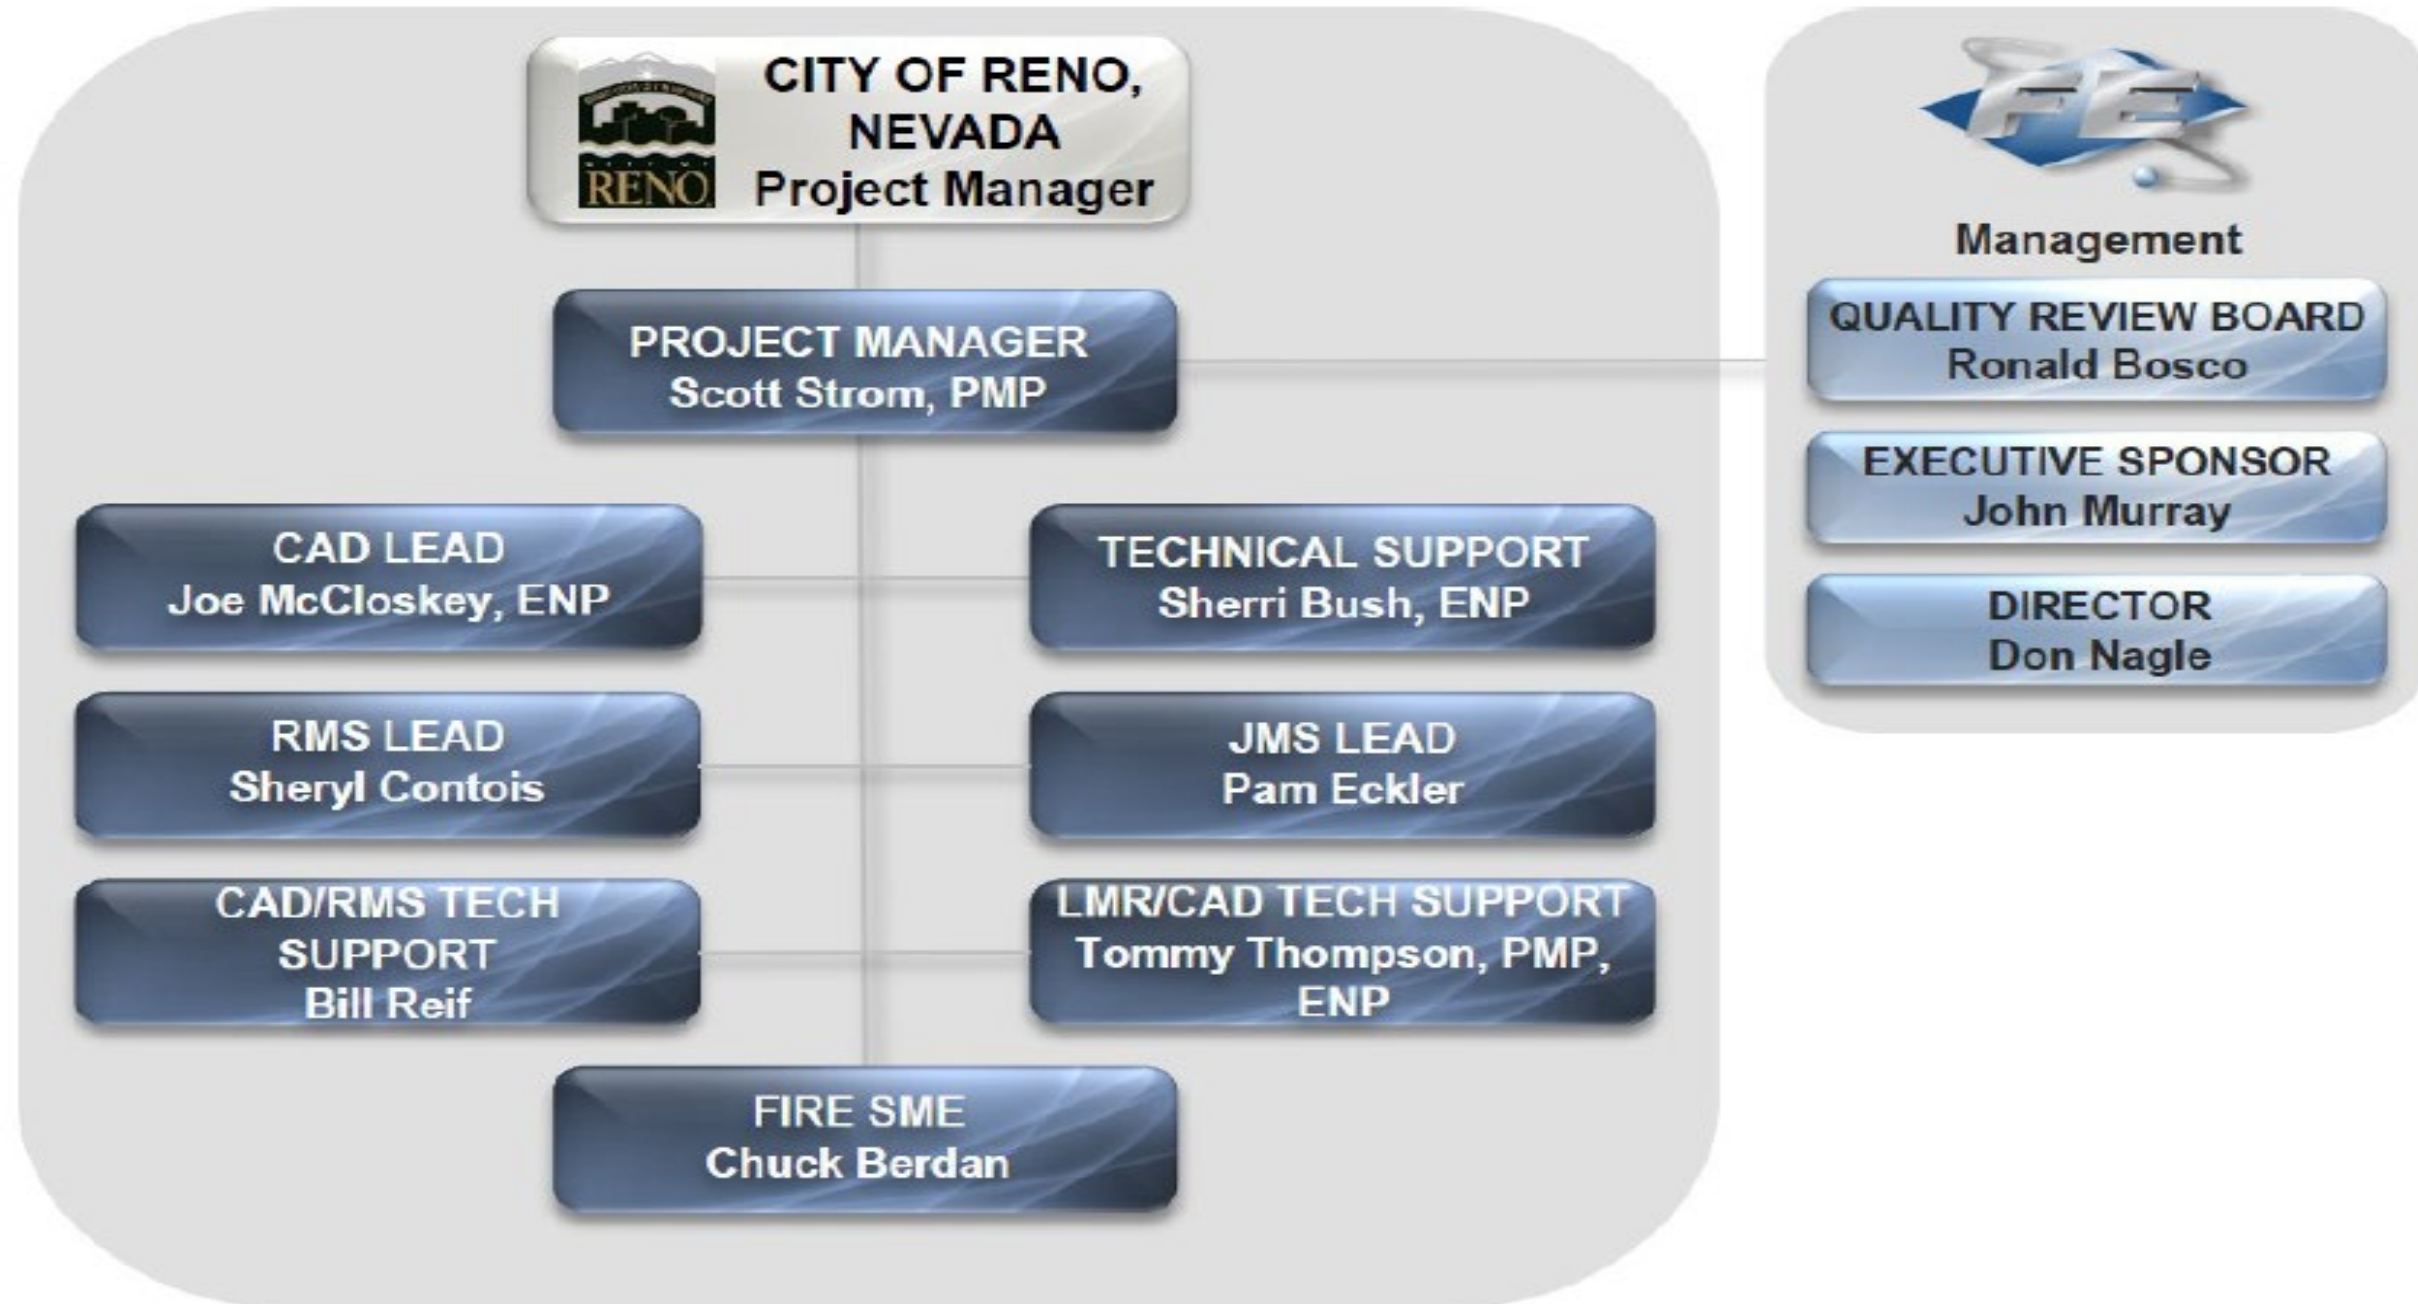 CITY OF RENO,
NEVADA
Project Manager
RENO
PROJECT MANAGER
Scott Strom, PMP
CAD LEAD
Joe McCloskey, ENP
TECHNICAL SUPPORT
Sherri Bush, ENP
RMS LEAD
Sheryl Contois
JMS LEAD
Pam Eckler
CAD/RMS TECH
SUPPORT
Bill Reif
LMR/CAD TECH SUPPORT
Tommy Thompson, PMP,
ENP
FIRE SME
Chuck Berdan
FE
Management
QUALITY REVIEW BOARD
Ronald Bosco
EXECUTIVE SPONSOR
John Murray
DIRECTOR
Don Nagle